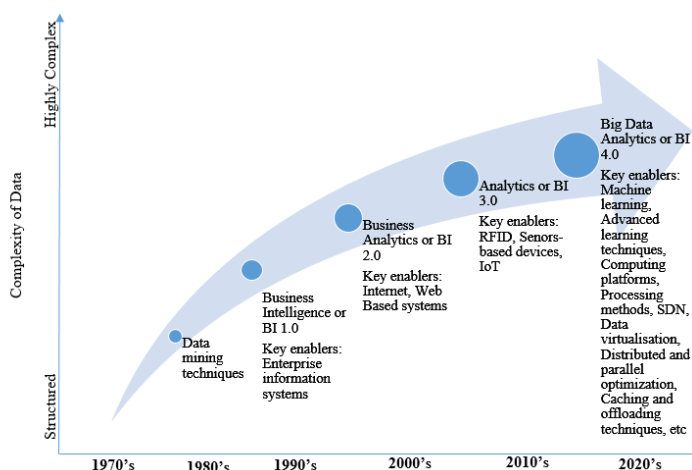 Highly Complex
Complexity of Data
Structured
Data
mining
techniques
Business
Intelligence or
BI 1.0
Key enablers:
Enterprise
information
systems
Business
Analytics or BI
2.0
Key enablers:
Internet, Web
Based systems
Analytics or BI
3.0
Key enablers:
RFID, Senors-
based devices,
IoT
Big Data
Analytics or BI
4.0
Key enablers:
Machine
learning,
Advanced
learning
techniques,
Computing
platforms,
Processing
methods, SDN,
Data
virtualisation,
Distributed and
parallel
optimization,
Caching and
offloading
techniques, etc
1970’s
1980’s
1990’s
2000’s
2010’s
2020’s